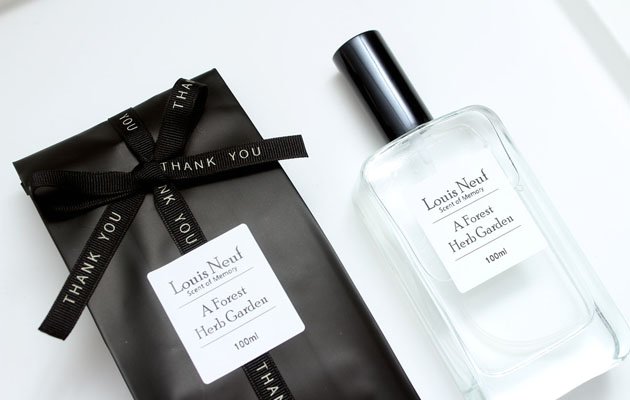 THANK YOU
THANK YOU
THANK YOU
Louis Neuf
Scent of Memory
A Forest
Herb Garden
100ml
Louis Neuf
Scent of Memory
A Forest
Herb Garden
100ml